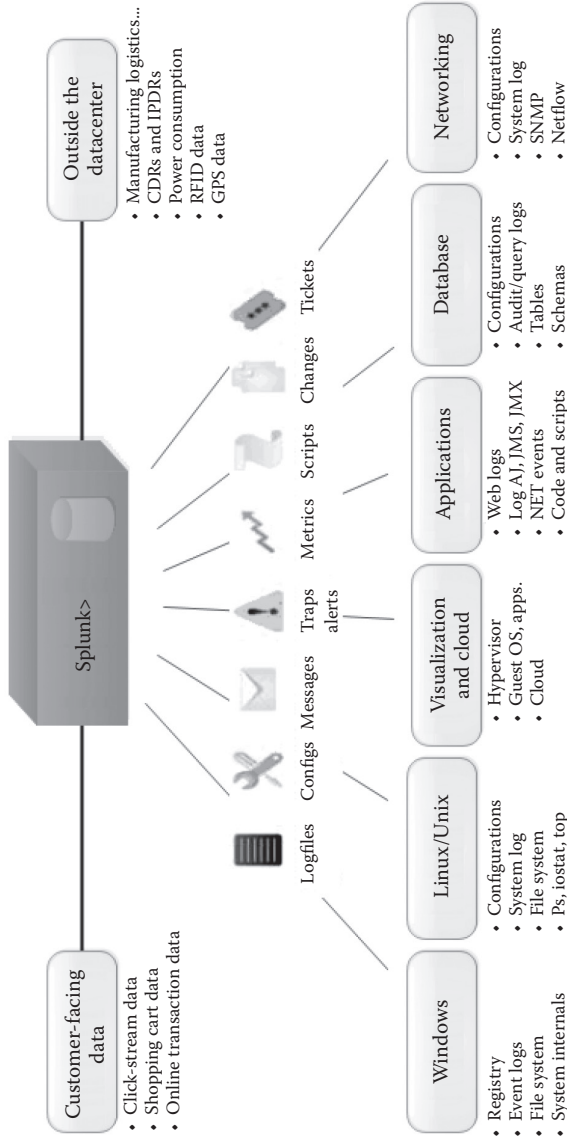 Customer-facing
data
• Click-stream data
• Shopping cart data
• Online transaction data
Splunk>
Outside the
datacenter
• Manufacturing logistics...
• CDRs and IPDRs
• Power consumption
• RFID data
• GPS data
Logfiles
Configs
Messages
Traps
alerts
Metrics
Scripts
Changes
Tickets
Windows
• Registry
• Event logs
• File system
• System internals
Linux/Unix
• Configurations
• System log
• File system
• Ps, iostat, top
Visualization
and cloud
• Hypervisor
• Guest OS, apps.
• Cloud
Applications
• Web logs
• Log AJ, JMS, JMX
• NET events
• Code and scripts
Database
• Configurations
• Audit/query logs
• Tables
• Schemas
Networking
• Configurations
• System log
• SNMP
• Netflow